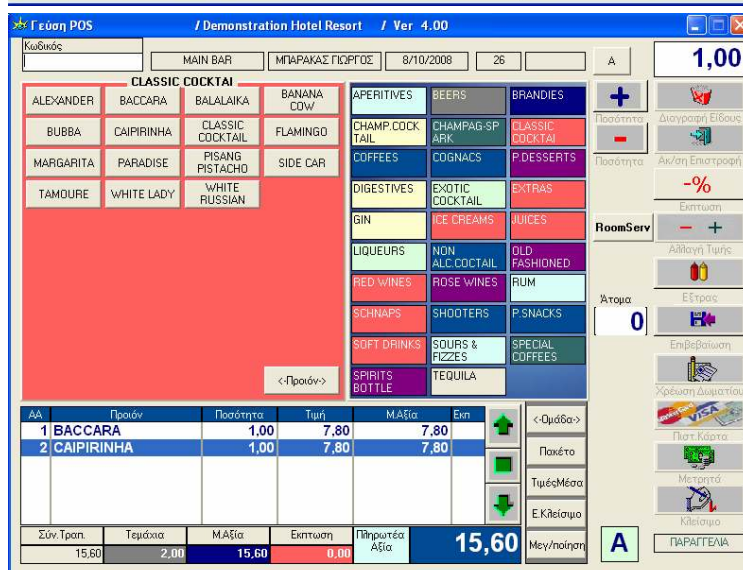 Γεύση POS / Demonstration Hotel Resort / Ver 4.00
Κωδικός
MAIN BAR ΜΠΑΡΑΚΑΣ ΓΙΩΡΓΟΣ 8/10/2008 26 A 1,00
CLASSIC COCKTAI
ALEXANDER BACCARA BALALAIKA BANANA COW
BUBBA CAIPIRINHA CLASSIC COCKTAIL FLAMINGO
MARGARITA PARADISE PISANG PISTACHO SIDE CAR
TAMOURE WHITE LADY WHITE RUSSIAN
<-Προιόν->
APERITIVES BEERS BRANDIES
CHAMP.COCKTAIL CHAMPAG-SPARK CLASSIC COCKTAI
COFFEES COGNACS P.DESSERTS
DIGESTIVES EXOTIC COCKTAIL EXTRAS
GIN ICE CREAMS JUICES
LIQUEURS NON ALC.COCTAIL OLD FASHIONED
RED WINES ROSE WINES RUM
SCHNAPS SHOOTERS P.SNACKS
SOFT DRINKS SOURS & FIZZES SPECIAL COFFEES
SPIRITS BOTTLE TEQUILA
+
Ποσότητα
-
Ποσότητα
RoomServ
Άτομα
0
Διαγραφή Είδους
Ακ/ση Επιστροφή
-%
Εκπτωση
- +
Αλλαγή Τιμής
Εξτρας
Επιβεβαίωση
Χρέωση Δωματίου
VISA
Πιστ.Κάρτα
Μετρητά
Κλείσιμο
ΠΑΡΑΓΓΕΛΙΑ
ΑΑ Προιόν Ποσότητα Τιμή Μ.Αξία Εκπ
1 BACCARA 1,00 7,80 7,80
2 CAIPIRINHA 1,00 7,80 7,80
<-Ομάδα->
Πακέτο
ΤιμέςΜέσα
Ε.Κλείσιμο
Μεγ/ποίηση
A
Σύν.Τραπ. Τεμάχια Μ.Αξία Εκπτωση Πληρωτέα Αξία
15,60 2,00 15,60 0,00 15,60